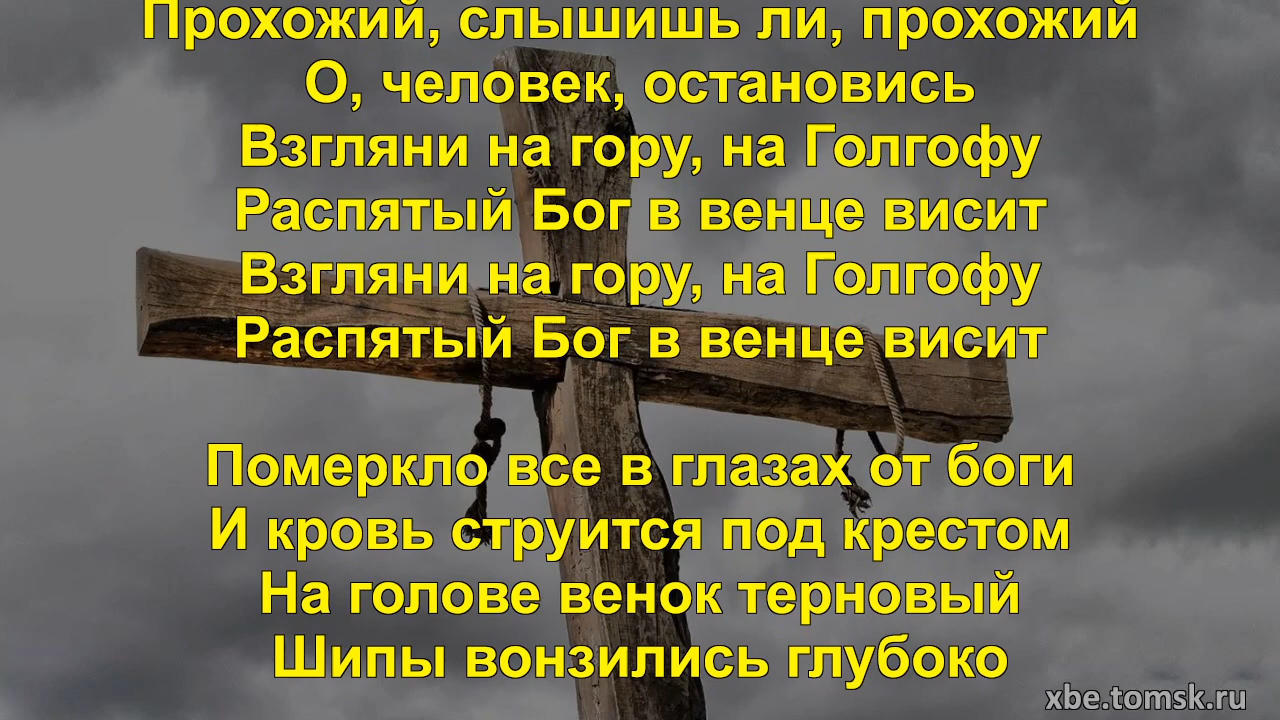 Прохожий, слышишь ли, прохожий
О, человек, остановись
Взгляни на гору, на Голгофу
Распятый Бог в венце висит
Взгляни на гору, на Голгофу
Распятый Бог в венце висит
Померкло все в глазах от боги
И кровь струится под крестом
На голове венок терновый
Шипы вонзились глубоко
xbe.tomsk.ru